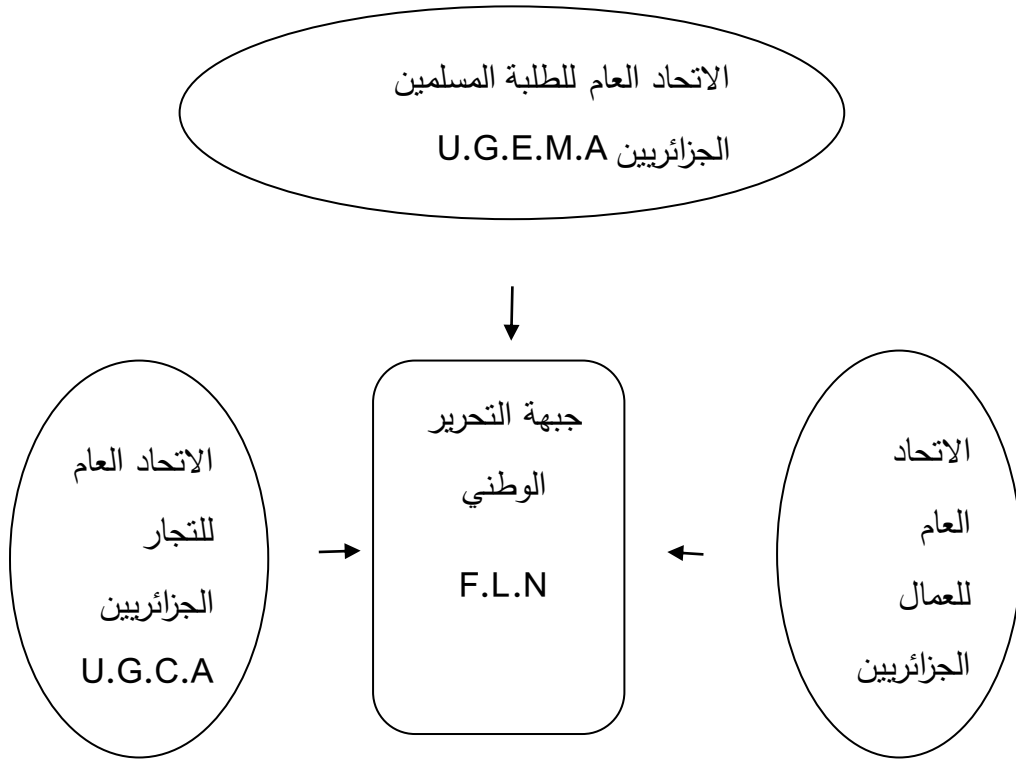 الاتحاد العام للطلبة المسلمين
الجزائريين U.G.E.M.A
الاتحاد
العام
للعمال
الجزائريين
جبهة التحرير
الوطني
F.L.N
الاتحاد العام
للتجار
الجزائريين
U.G.C.A